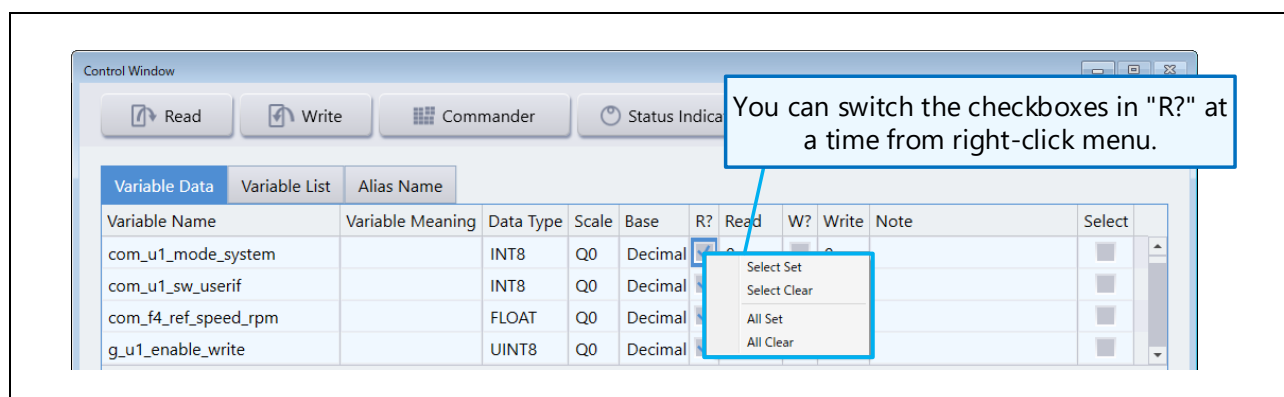 Control Window
Read Write Commander Status Indica
You can switch the checkboxes in "R?" at
a time from right-click menu.
Variable Data Variable List Alias Name
Variable Name Variable Meaning Data Type Scale Base R? Read W? Write Note Select
com_u1_mode_system INT8 Q0 Decimal
com_u1_sw_userif INT8 Q0 Decimal
com_f4_ref_speed_rpm FLOAT Q0 Decimal
g_u1_enable_write UINT8 Q0 Decimal
Select Set
Select Clear
All Set
All Clear